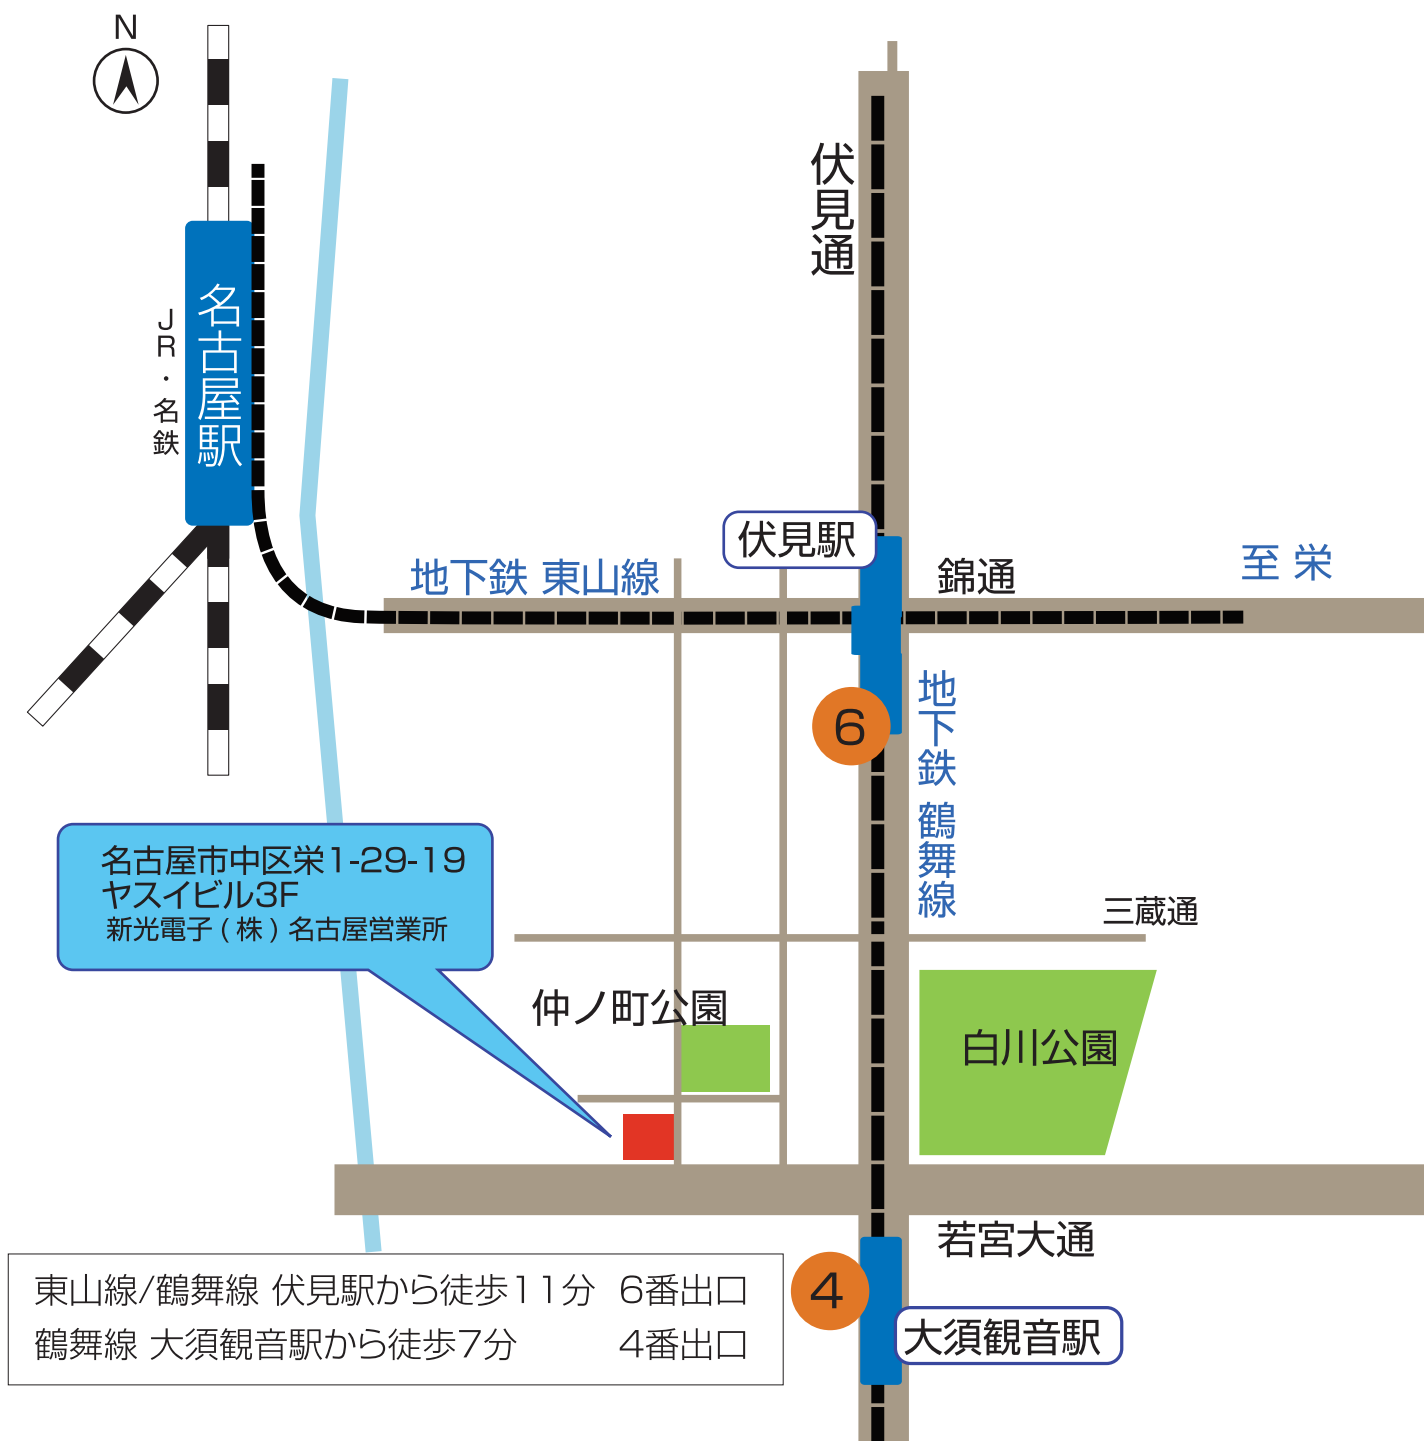 N
伏見通
名古屋駅
JR・名鉄
伏見駅
地下鉄 東山線
錦通
至 栄
地下鉄 鶴舞線
6
名古屋市中区栄1-29-19
ヤスイビル3F
新光電子(株)名古屋営業所
三蔵通
仲ノ町公園
白川公園
若宮大通
4
大須観音駅
東山線/鶴舞線 伏見駅から徒歩11分 6番出口
鶴舞線 大須観音駅から徒歩7分 4番出口